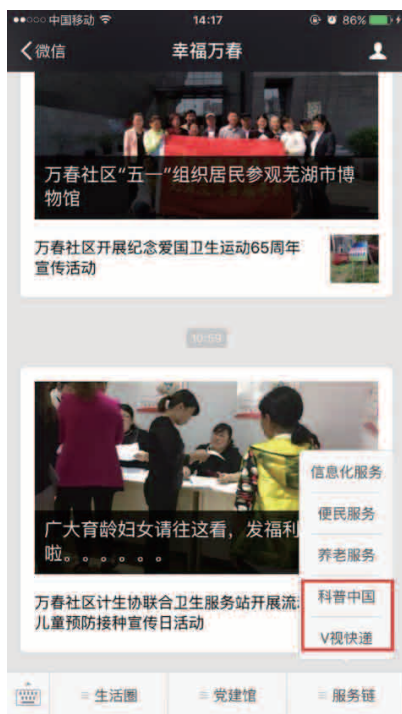 中国移动
14:17
86%
微信
幸福万春
万春社区“五一”组织居民参观芜湖市博
物馆
万春社区开展纪念爱国卫生运动65周年
宣传活动
10:59
广大育龄妇女请往这看，发福利
啦。。。。。。
万春社区计生协联合卫生服务站开展流
儿童预防接种宣传日活动
信息化服务
便民服务
养老服务
科普中国
V视快递
生活圈
党建馆
服务链